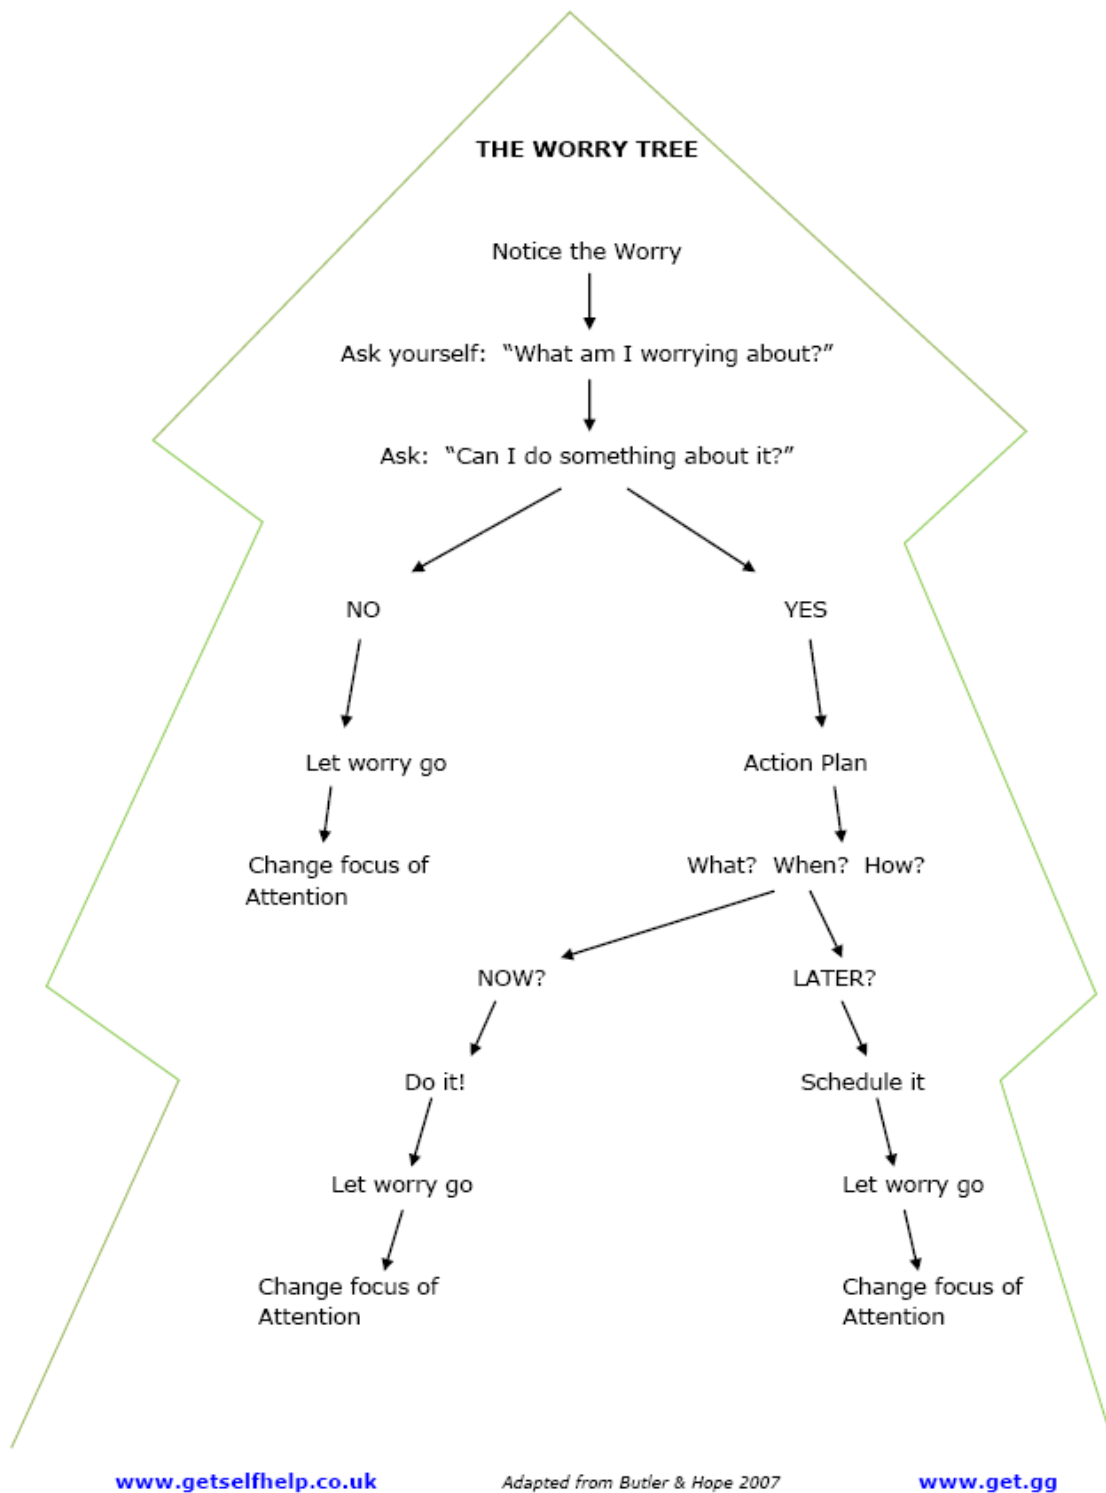 THE WORRY TREE
Notice the Worry
Ask yourself:  “What am I worrying about?”
Ask:  “Can I do something about it?”
NO
YES
Let worry go
Action Plan
Change focus of
Attention
What?  When?  How?
NOW?
LATER?
Do it!
Schedule it
Let worry go
Let worry go
Change focus of
Attention
Change focus of
Attention
www.getselfhelp.co.uk
Adapted from Butler & Hope 2007
www.get.gg